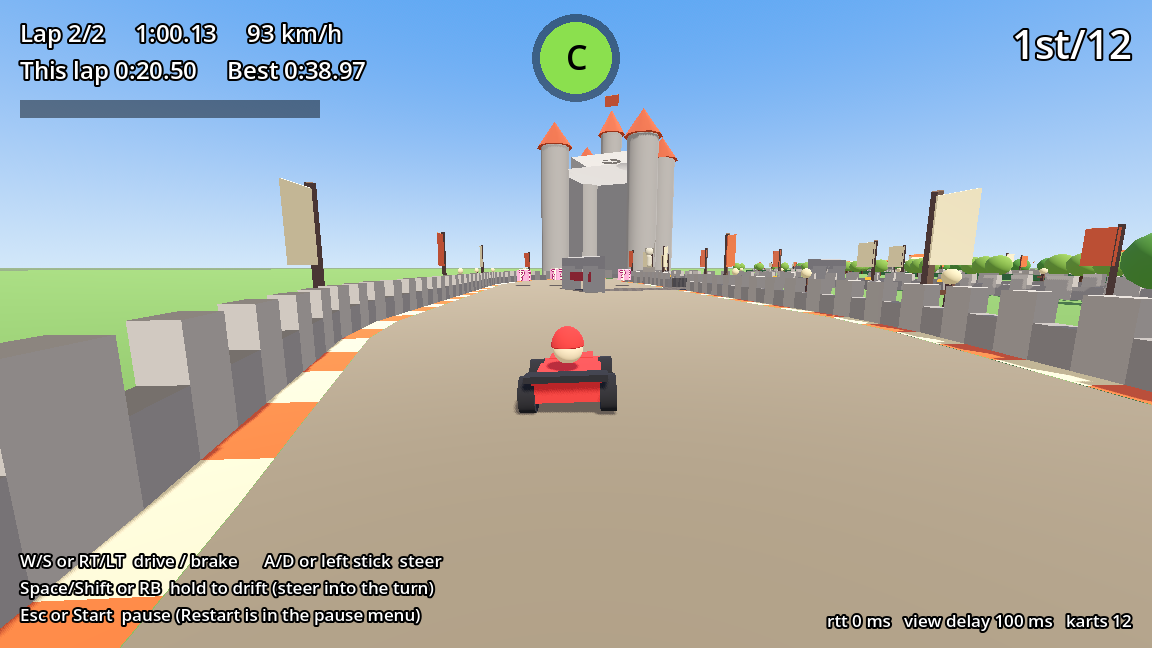 Lap 2/2 1:00.13 93 km/h
This lap 0:20.50 Best 0:38.97
C
1st/12
W/S or RT/LT drive / brake A/D or left stick steer
Space/Shift or RB hold to drift (steer into the turn)
Esc or Start pause (Restart is in the pause menu)
rtt 0 ms view delay 100 ms karts 12